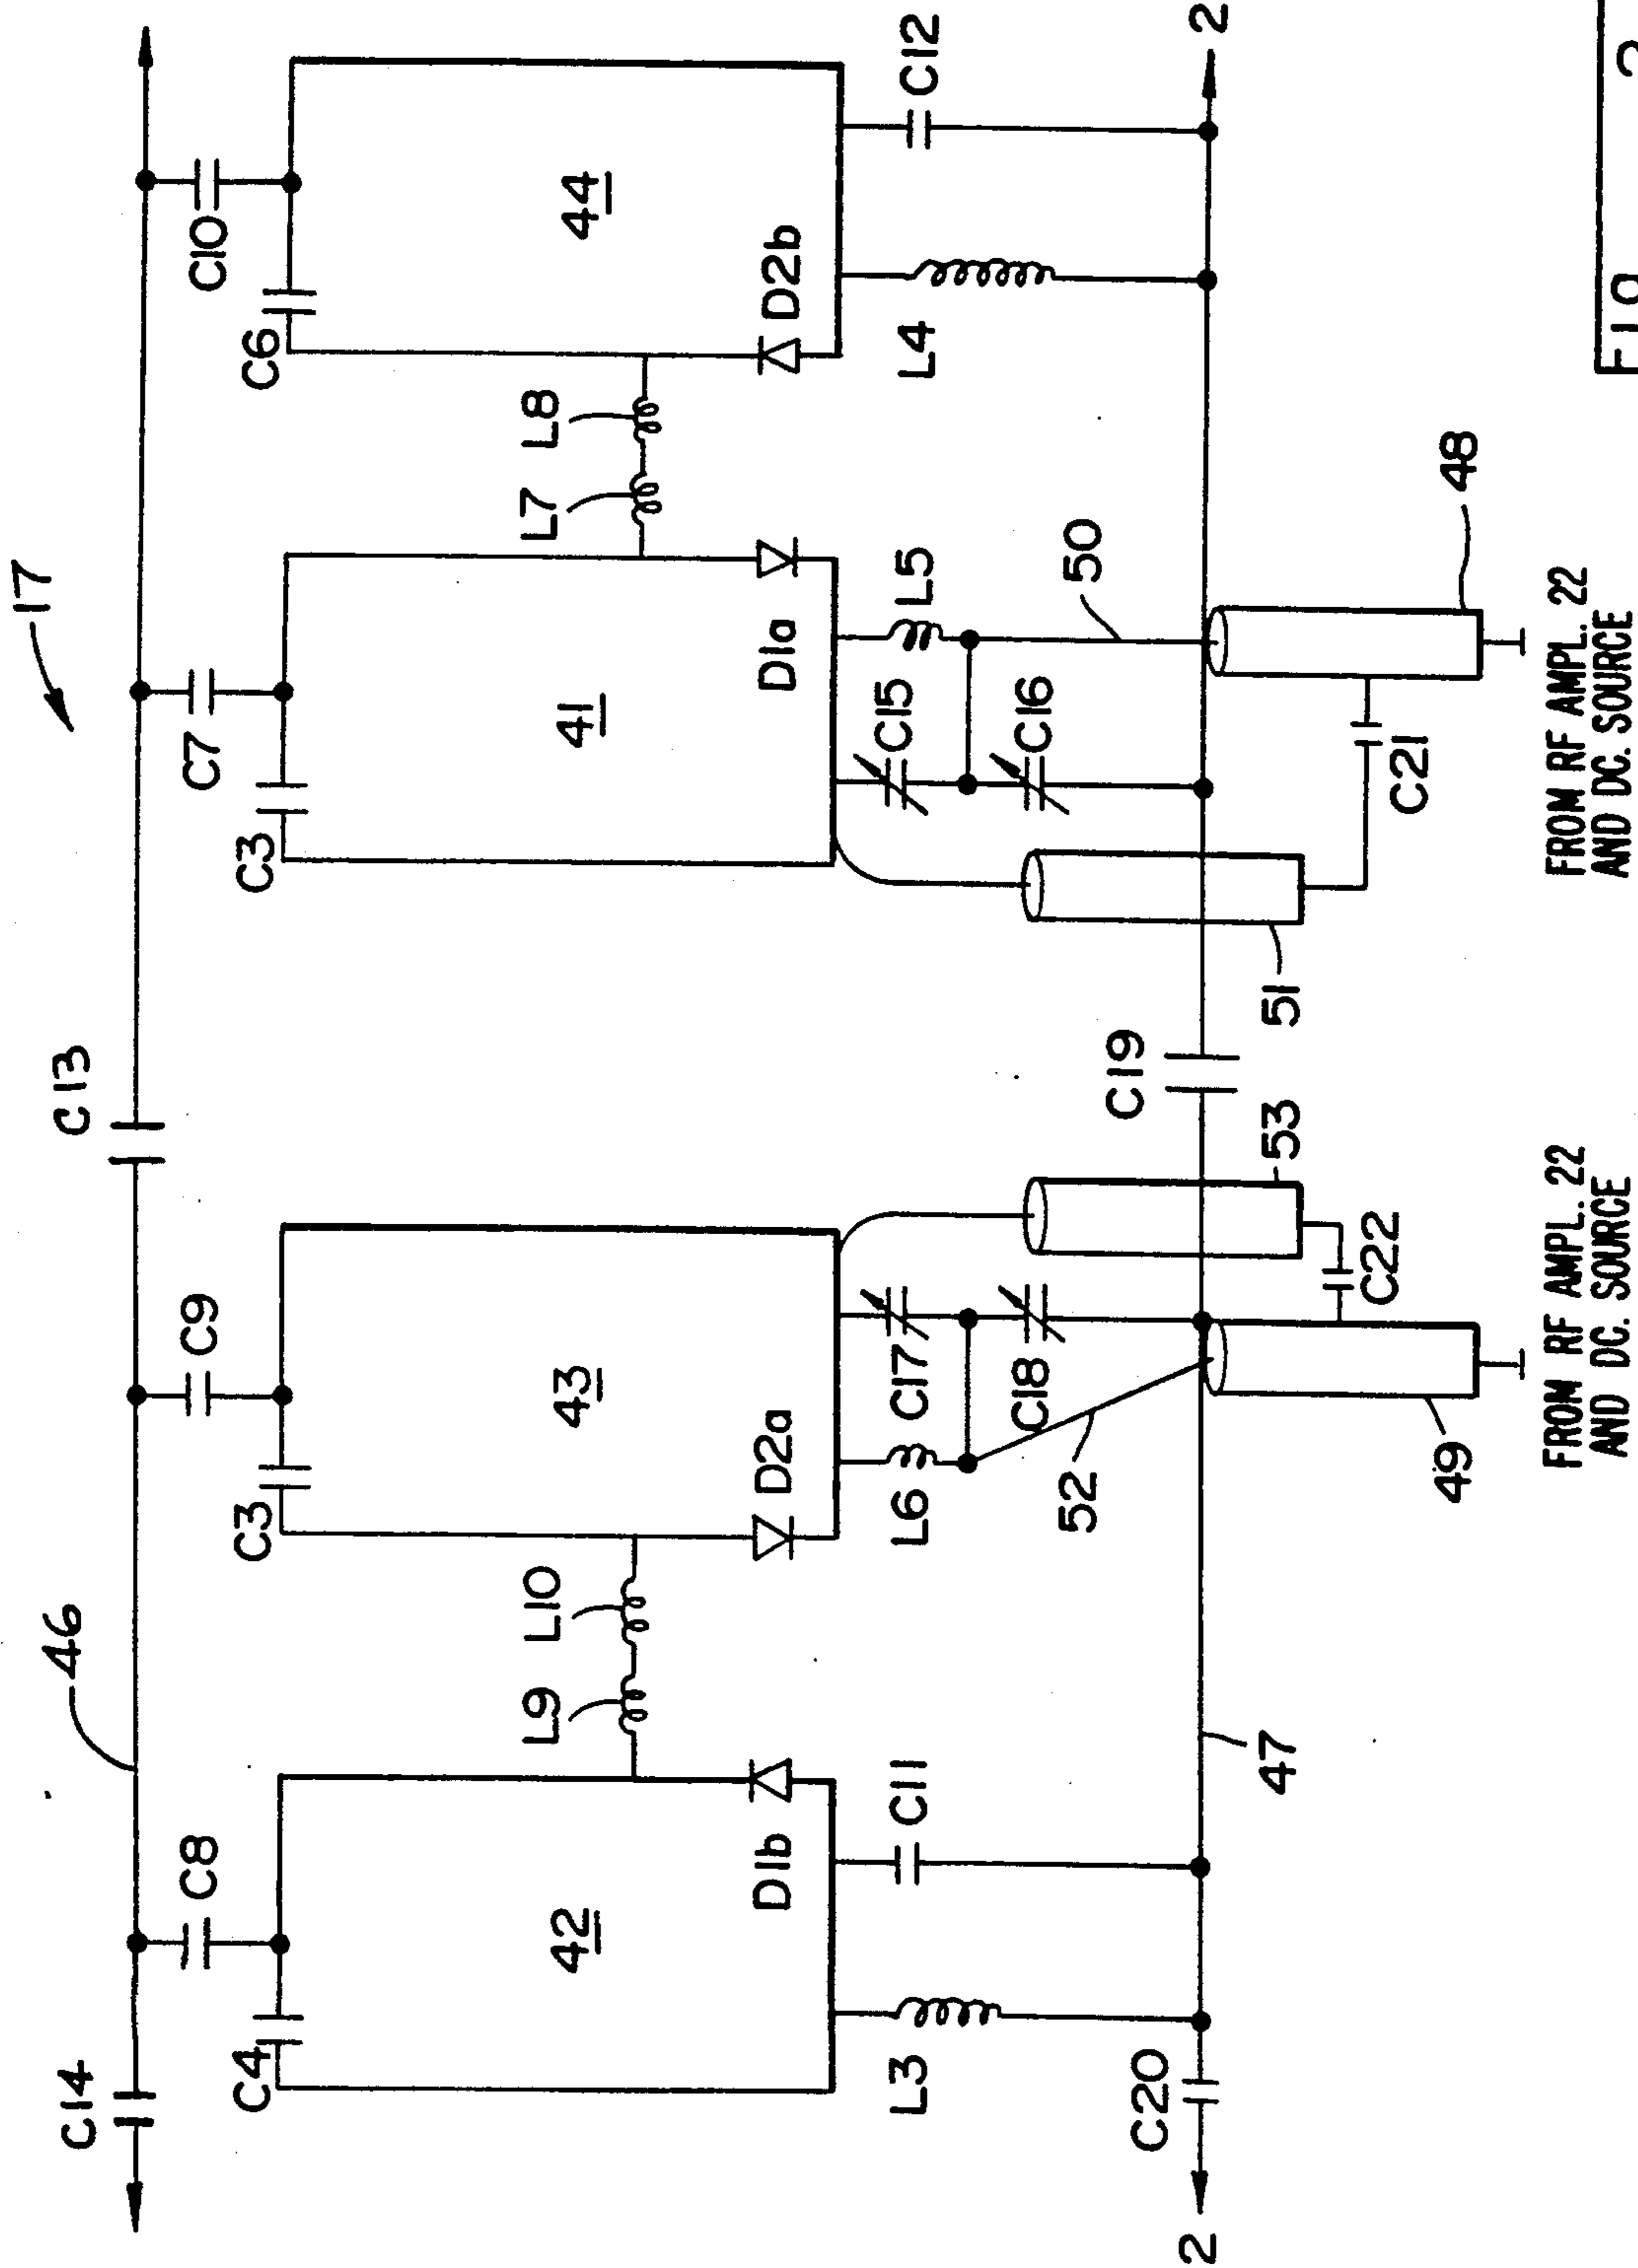 17
C14
46
C13
C8
C9
C7
C10
C4
C3
C3
C6
L9
L10
L7
L8
42
43
41
44
D1b
D2a
D1a
D2b
L3
C11
L6
C17
C15
L5
L4
C12
C18
C16
52
50
C20
C19
2
2
47
53
51
C22
C21
49
48
FROM RF AMPL. 22
AND DC. SOURCE
FROM RF AMPL. 22
AND DC. SOURCE